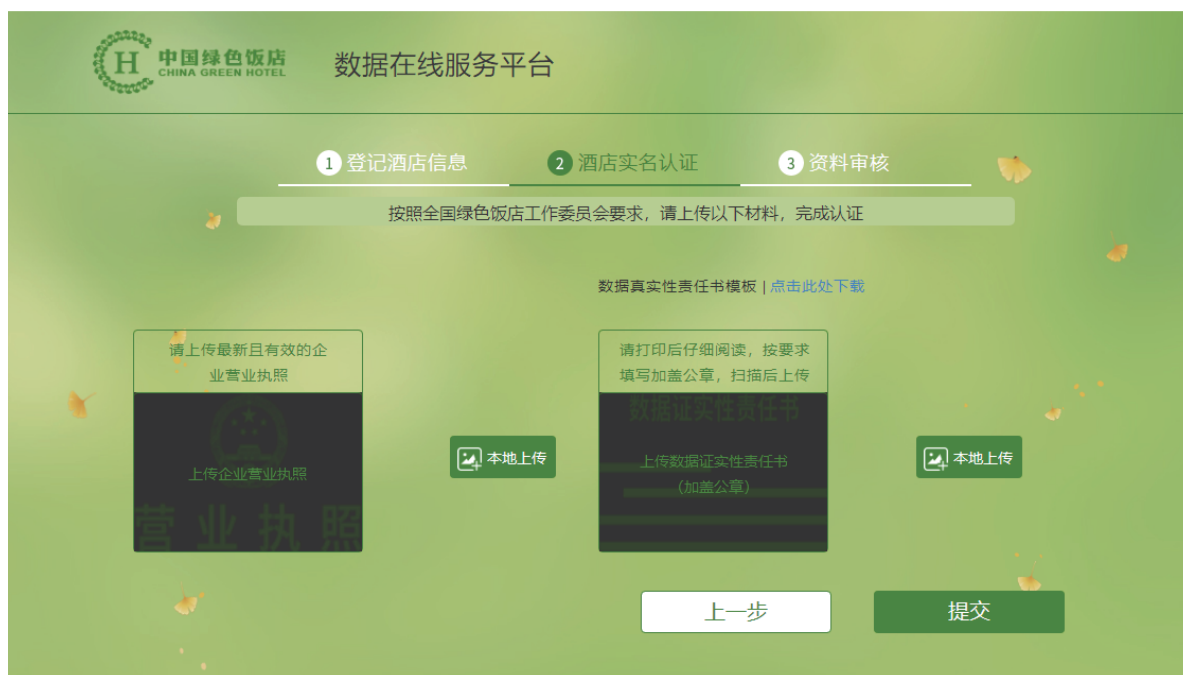 中国绿色饭店
CHINA GREEN HOTEL
数据在线服务平台
1 登记酒店信息
2 酒店实名认证
3 资料审核
按照全国绿色饭店工作委员会要求，请上传以下材料，完成认证
数据真实性责任书模板 | 点击此处下载
请上传最新且有效的企
业营业执照
上传企业营业执照
营业执照
本地上传
请打印后仔细阅读，按要求
填写加盖公章，扫描后上传
数据证实性责任书
上传数据证实性责任书
（加盖公章）
本地上传
上一步
提交